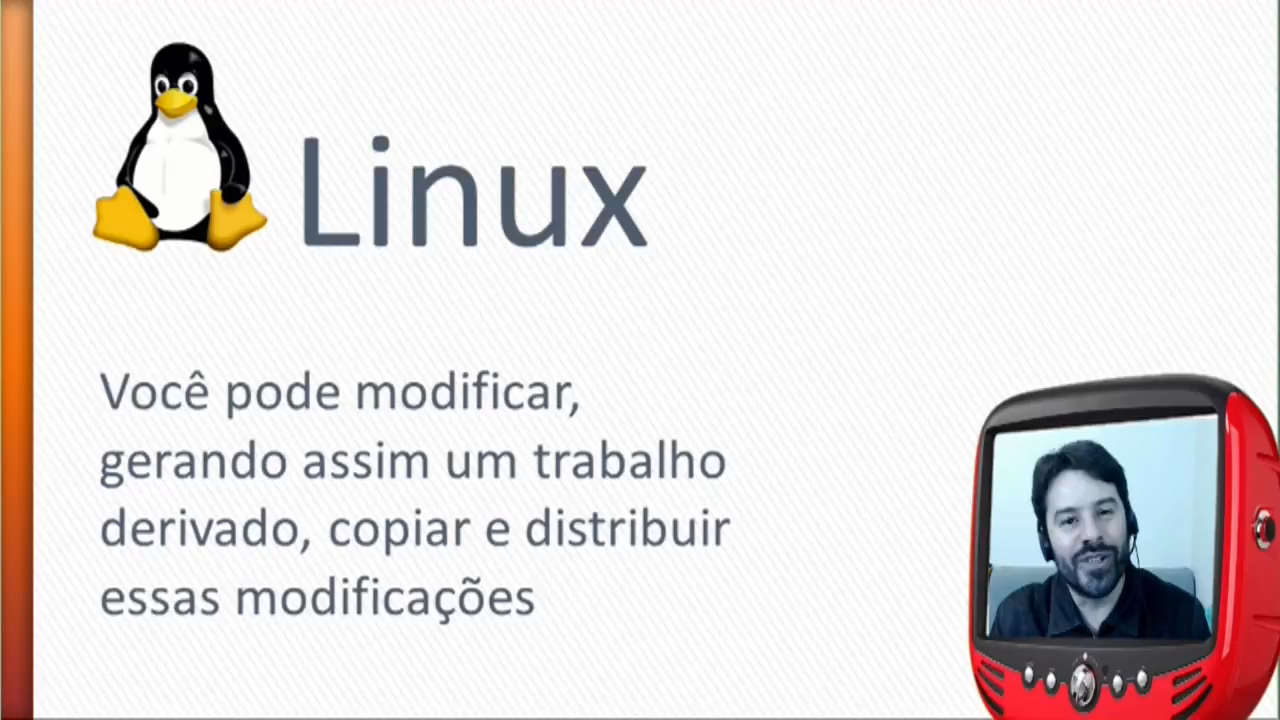 Linux
Você pode modificar,
gerando assim um trabalho
derivado, copiar e distribuir
essas modificações